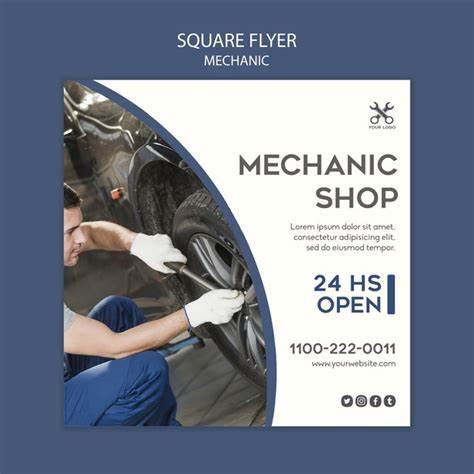 SQUARE FLYER
MECHANIC
YOUR LOGO
MECHANIC
SHOP
Lorem ipsum dolor sit amet,
consectetur adipisicing elit,
sed do eiusmod tempor.
24 HS
OPEN
1100-222-0011
www.yourwebsite.com